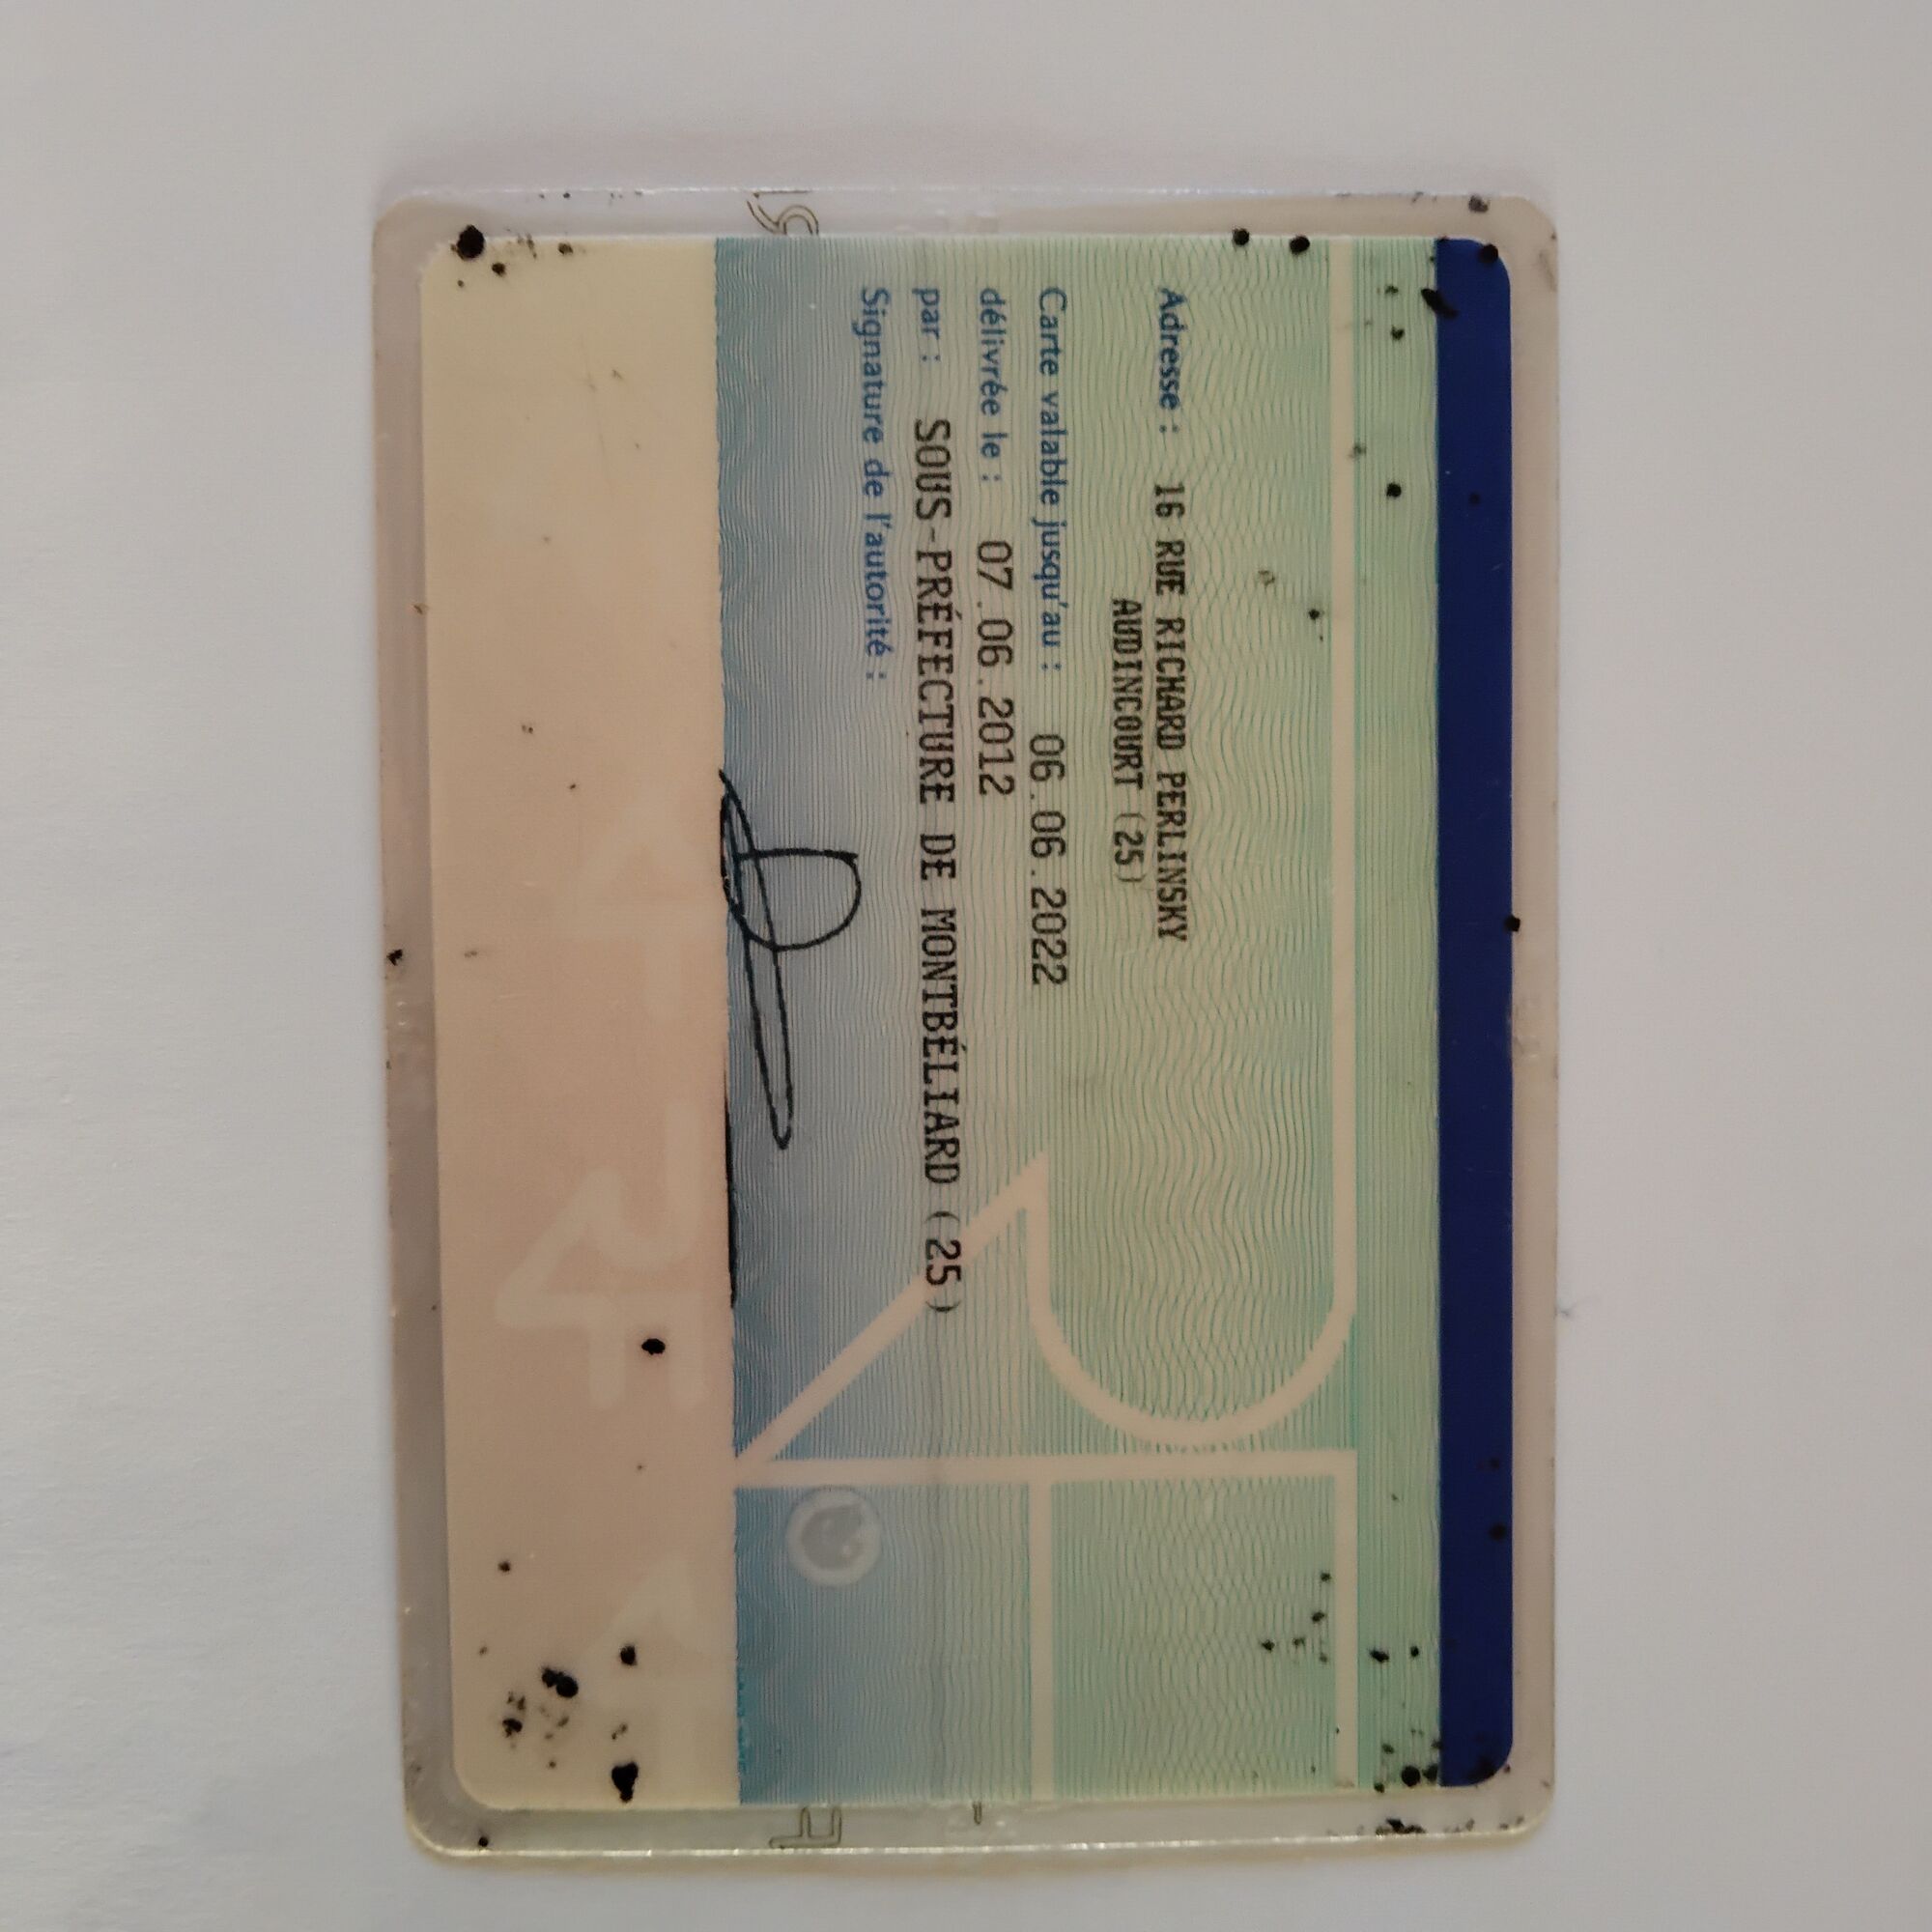 Adresse : 16 RUE RICHARD PERLINSKY
AUDINCOURT (25)
Carte valable jusqu'au : 06.06.2022
délivrée le : 07.06.2012
par : SOUS-PRÉFECTURE DE MONTBÉLIARD (25)
Signature de l'autorité :
RF